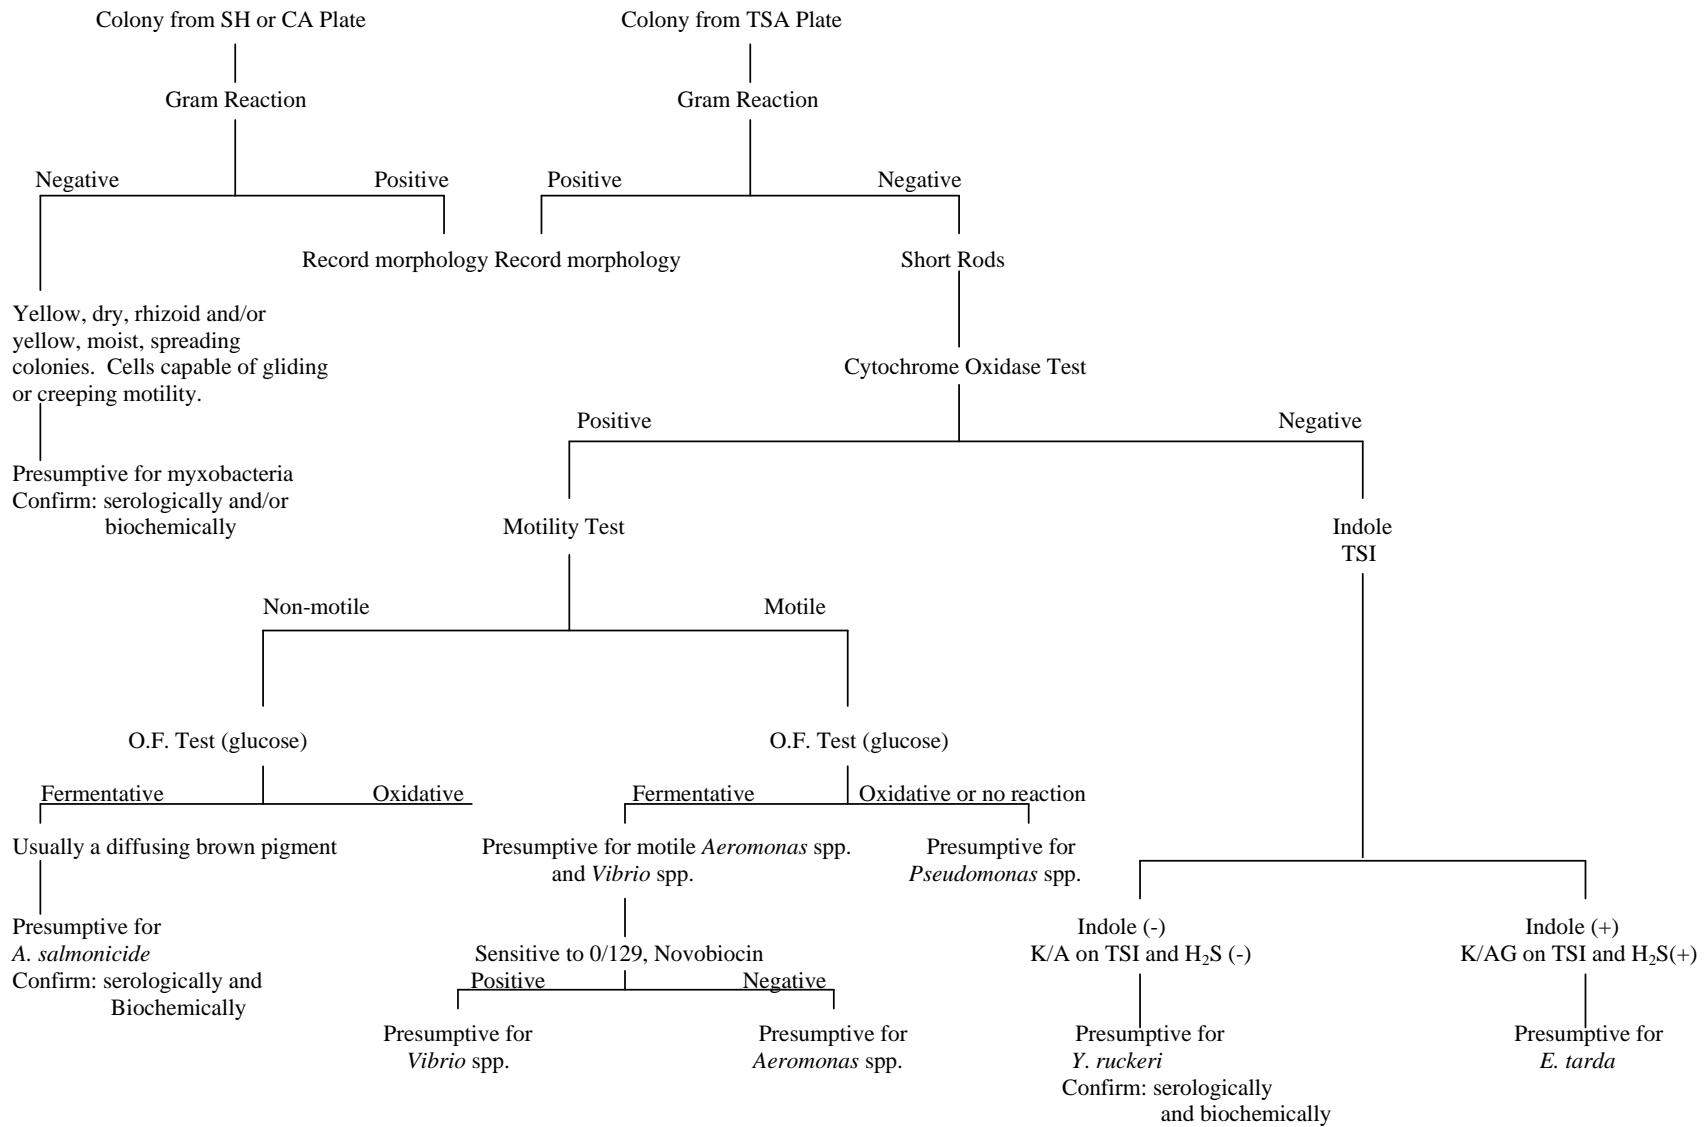 Colony from SH or CA Plate
Colony from TSA Plate
Gram Reaction
Gram Reaction
Negative
Positive
Positive
Negative
Record morphology
Record morphology
Short Rods
Yellow, dry, rhizoid and/or
yellow, moist, spreading
colonies. Cells capable of gliding
or creeping motility.
Cytochrome Oxidase Test
Positive
Negative
Presumptive for myxobacteria
Confirm: serologically and/or
biochemically
Motility Test
Indole
TSI
Non-motile
Motile
O.F. Test (glucose)
O.F. Test (glucose)
Fermentative
Oxidative
Fermentative
Oxidative or no reaction
Usually a diffusing brown pigment
Presumptive for motile Aeromonas spp.
and Vibrio spp.
Presumptive for
Pseudomonas spp.
Presumptive for
A. salmonicide
Confirm: serologically and
Biochemically
Sensitive to 0/129, Novobiocin
Positive
Negative
Indole (-)
K/A on TSI and H₂S (-)
Indole (+)
K/AG on TSI and H₂S(+)
Presumptive for
Vibrio spp.
Presumptive for
Aeromonas spp.
Presumptive for
Y. ruckeri
Confirm: serologically
and biochemically
Presumptive for
E. tarda